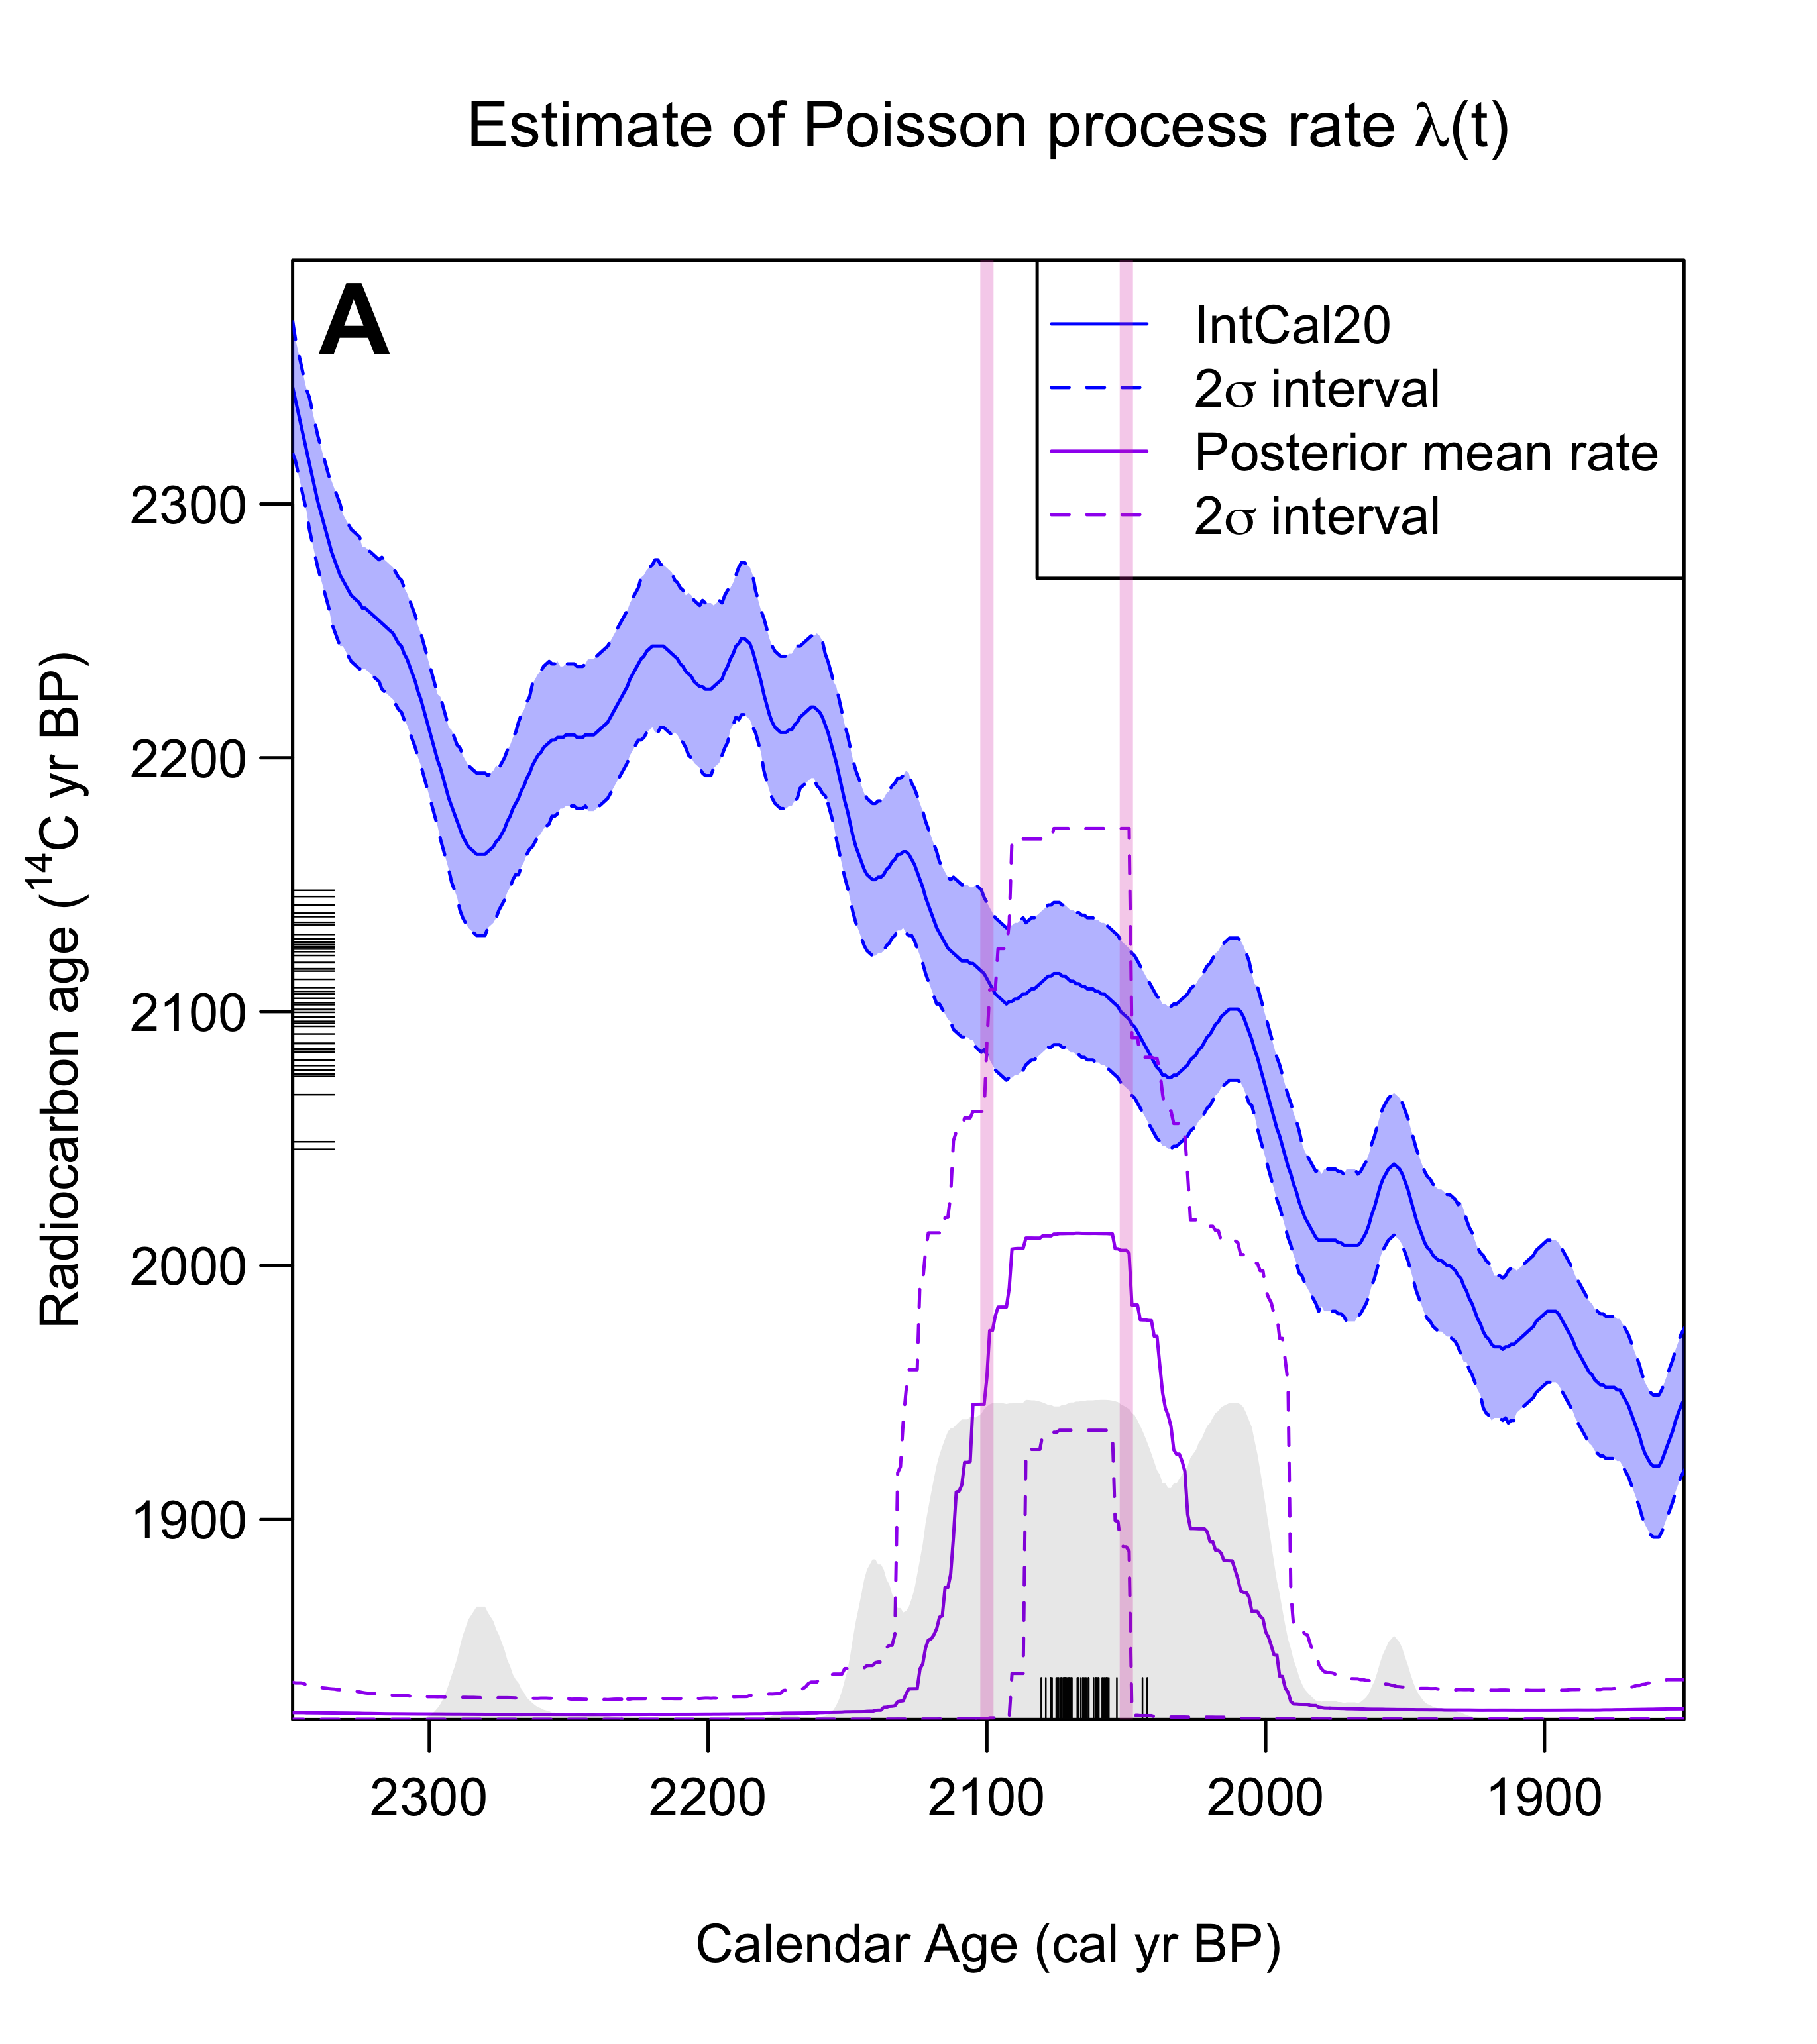 Estimate of Poisson process rate λ(t)
A
IntCal20
2σ interval
Posterior mean rate
2σ interval
Radiocarbon age (¹⁴C yr BP)
2300
2200
2100
2000
1900
2300 2200 2100 2000 1900
Calendar Age (cal yr BP)